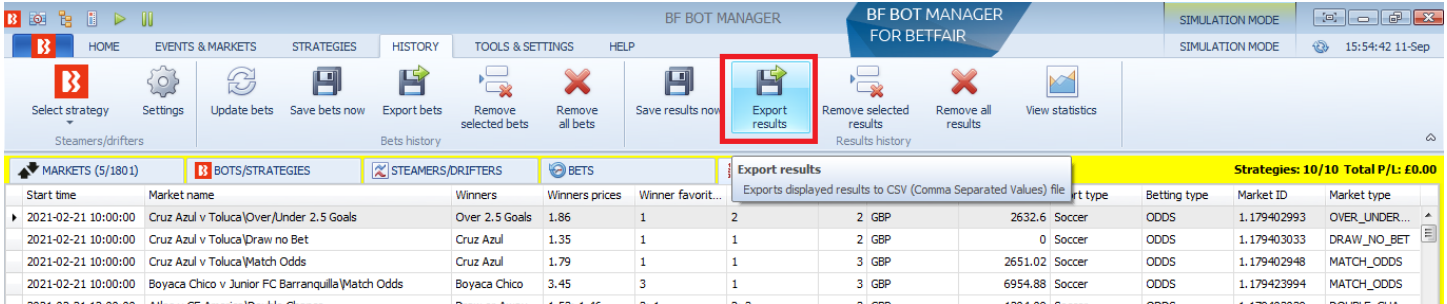 BF BOT MANAGER
BF BOT MANAGER
FOR BETFAIR
SIMULATION MODE
HOME EVENTS & MARKETS STRATEGIES HISTORY TOOLS & SETTINGS HELP
SIMULATION MODE 15:54:42 11-Sep
Select strategy Settings Update bets Save bets now Export bets Remove selected bets Remove all bets Save results now Export results Remove selected results Remove all results View statistics
Steamers/drifters Bets history Results history
MARKETS (5/1801) BOTS/STRATEGIES STEAMERS/DRIFTERS BETS Strategies: 10/10 Total P/L: £0.00
Export results
Exports displayed results to CSV (Comma Separated Values) file
Start time Market name Winners Winners prices Winner favorit... Betting type Market ID Market type
2021-02-21 10:00:00 Cruz Azul v Toluca\Over/Under 2.5 Goals Over 2.5 Goals 1.86 1 2 2 GBP 2632.6 Soccer ODDS 1.179402993 OVER_UNDER...
2021-02-21 10:00:00 Cruz Azul v Toluca\Draw no Bet Cruz Azul 1.35 1 1 2 GBP 0 Soccer ODDS 1.179403033 DRAW_NO_BET
2021-02-21 10:00:00 Cruz Azul v Toluca\Match Odds Cruz Azul 1.79 1 1 3 GBP 2651.02 Soccer ODDS 1.179402948 MATCH_ODDS
2021-02-21 10:00:00 Boyaca Chico v Junior FC Barranquilla\Match Odds Boyaca Chico 3.45 3 1 3 GBP 6954.88 Soccer ODDS 1.179423994 MATCH_ODDS